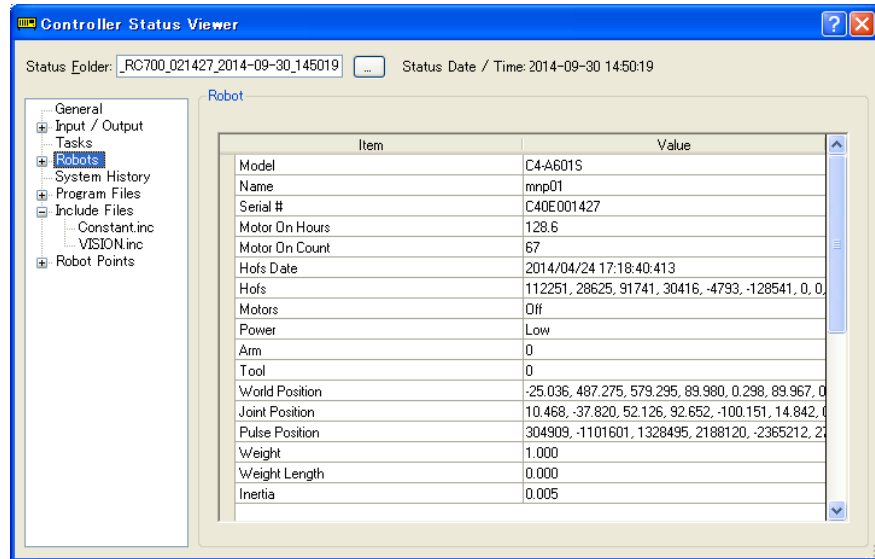 Controller Status Viewer
Status Folder: _RC700_021427_2014-09-30_145019 ... Status Date / Time: 2014-09-30 14:50:19
General
Input / Output
Tasks
Robots
System History
Program Files
Include Files
Constant.inc
VISION.inc
Robot Points
Robot
Item Value
Model C4-A601S
Name mnp01
Serial # C40E001427
Motor On Hours 128.6
Motor On Count 67
Hofs Date 2014/04/24 17:18:40:413
Hofs 112251, 28625, 91741, 30416, -4793, -128541, 0, 0,
Motors Off
Power Low
Arm 0
Tool 0
World Position -25.036, 487.275, 579.295, 89.980, 0.298, 89.967, 0
Joint Position 10.468, -37.820, 52.126, 92.652, -100.151, 14.842,
Pulse Position 304909, -1101601, 1328495, 2188120, -2365212,
Weight 1.000
Weight Length 0.000
Inertia 0.005